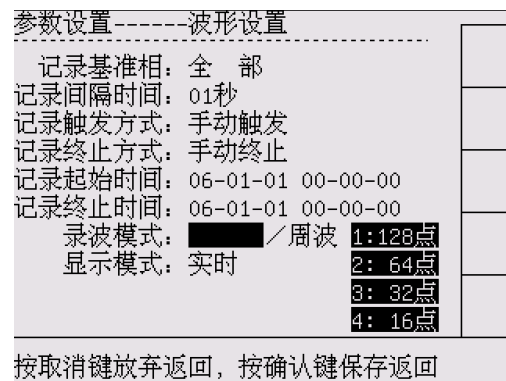 参数设置------波形设置
记录基准相：全 部
记录间隔时间：01秒
记录触发方式：手动触发
记录终止方式：手动终止
记录起始时间：06-01-01 00-00-00
记录终止时间：06-01-01 00-00-00
录波模式： ／周波 1:128点
显示模式：实时 2: 64点
3: 32点
4: 16点
按取消键放弃返回，按确认键保存返回